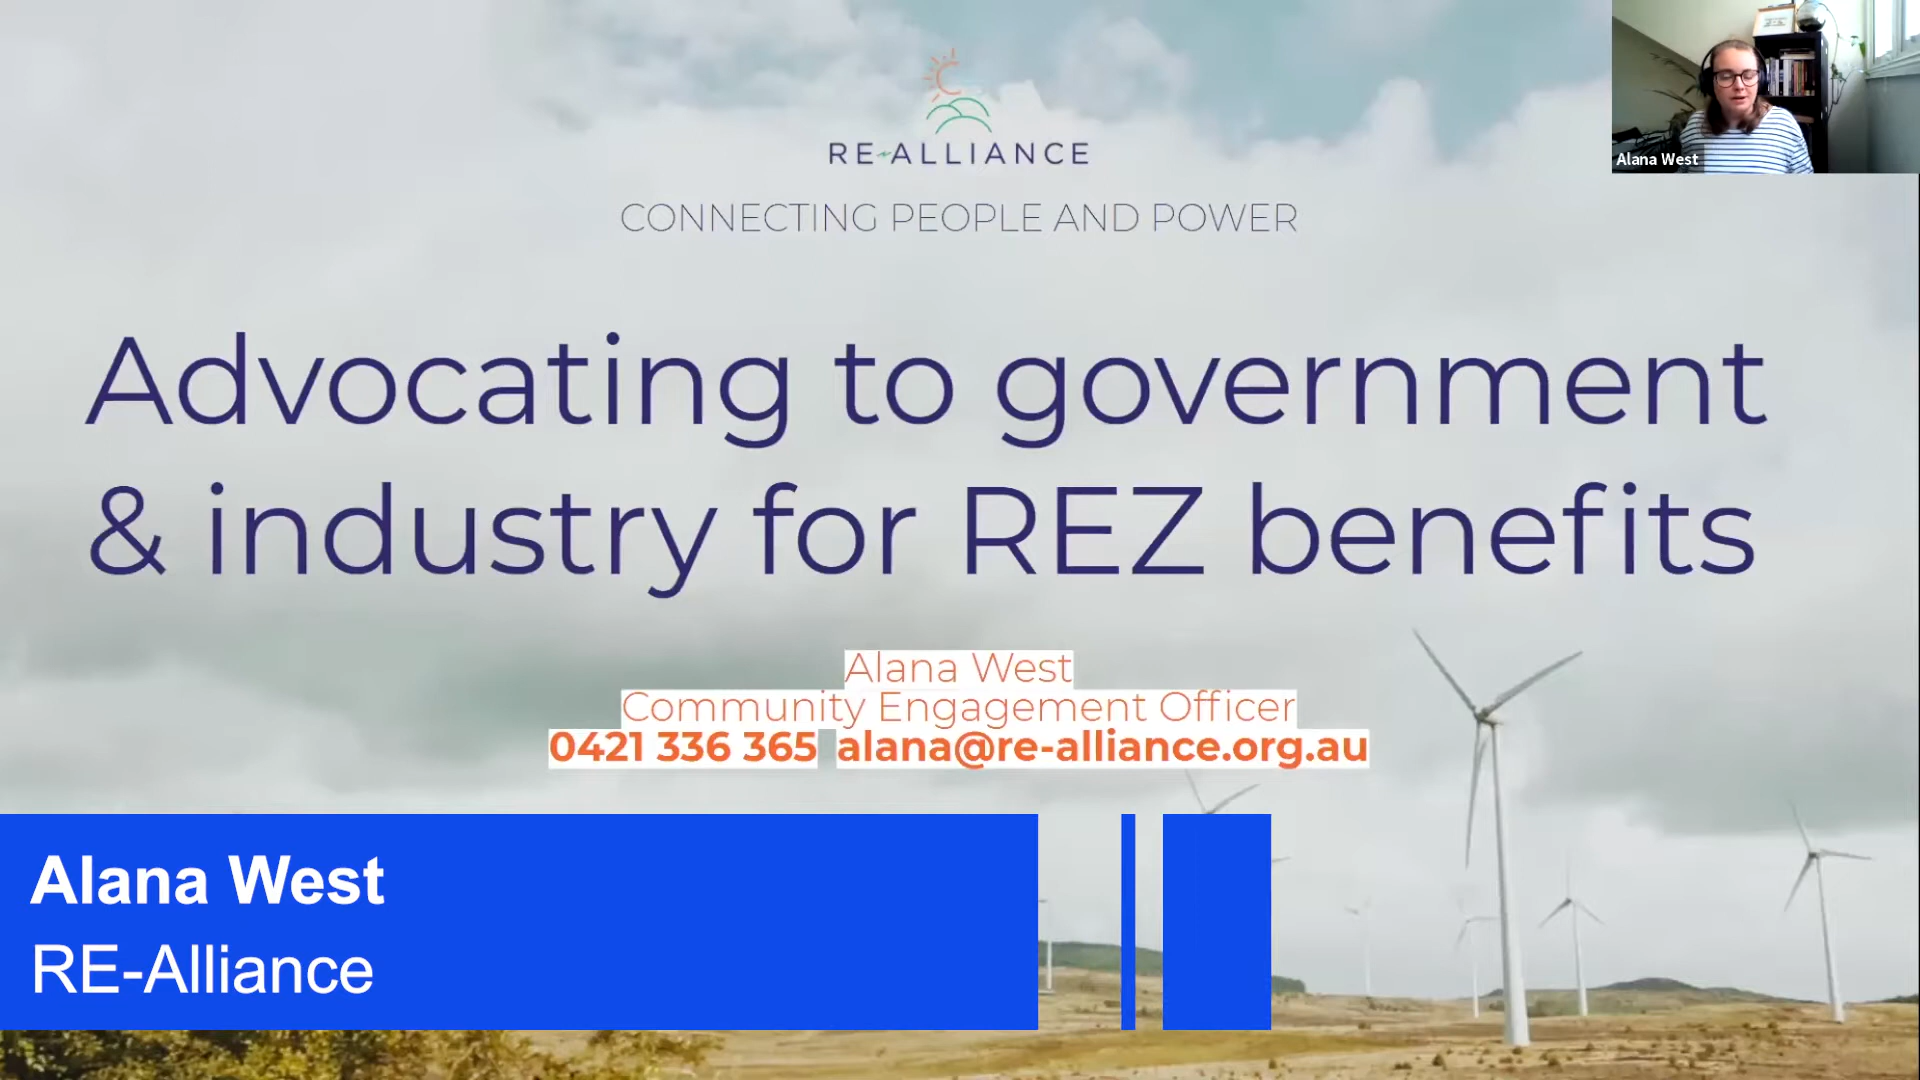 RE-ALLIANCE
CONNECTING PEOPLE AND POWER
Alana West
Advocating to government
& industry for REZ benefits
Alana West
Community Engagement Officer
0421 336 365 alana@re-alliance.org.au
Alana West
RE-Alliance